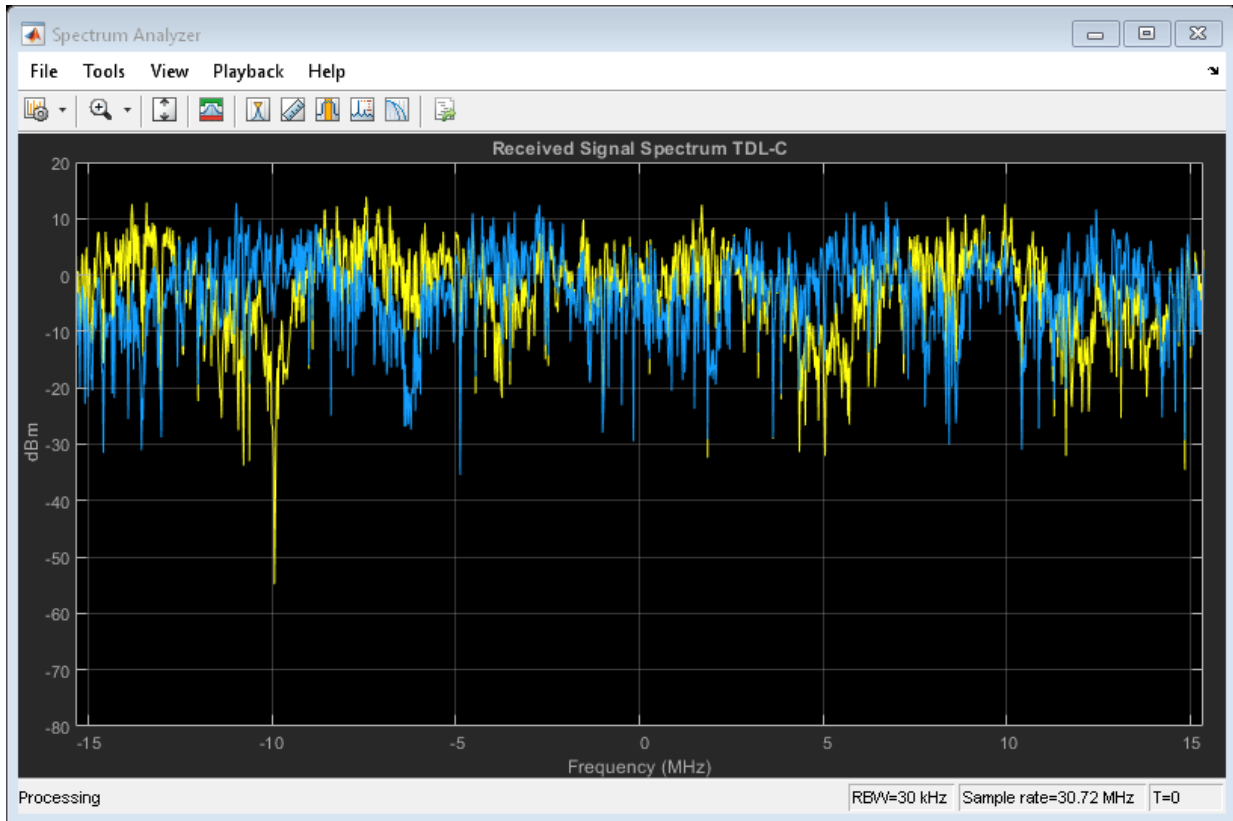 Spectrum Analyzer
File Tools View Playback Help
Received Signal Spectrum TDL-C
20
10
0
-10
-20
-30
-40
-50
-60
-70
-80
dBm
-15 -10 -5 0 5 10 15
Frequency (MHz)
Processing RBW=30 kHz Sample rate=30.72 MHz T=0